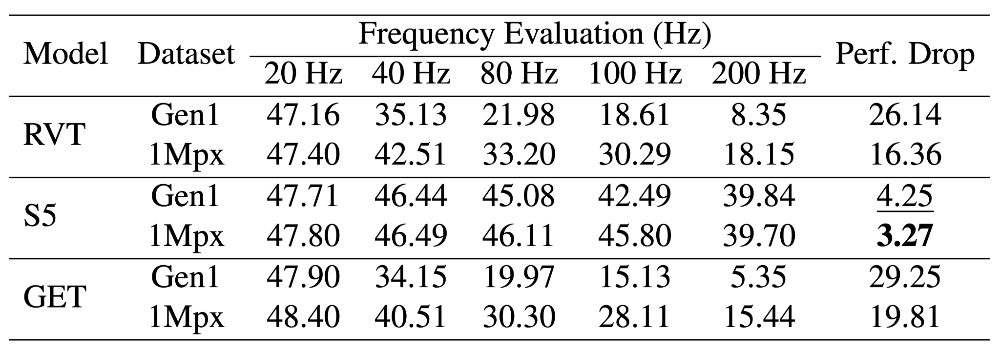 Model Dataset Frequency Evaluation (Hz) Perf. Drop
20 Hz 40 Hz 80 Hz 100 Hz 200 Hz
RVT Gen1 47.16 35.13 21.98 18.61 8.35 26.14
1Mpx 47.40 42.51 33.20 30.29 18.15 16.36
S5 Gen1 47.71 46.44 45.08 42.49 39.84 4.25
1Mpx 47.80 46.49 46.11 45.80 39.70 3.27
GET Gen1 47.90 34.15 19.97 15.13 5.35 29.25
1Mpx 48.40 40.51 30.30 28.11 15.44 19.81